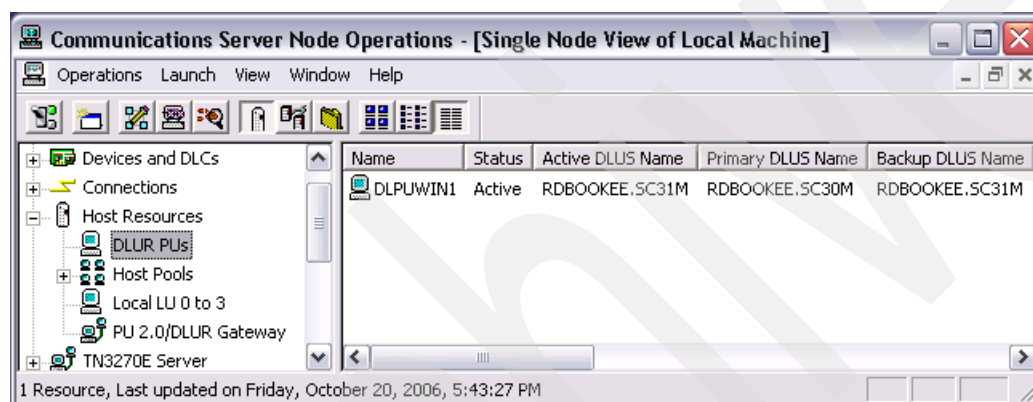 Communications Server Node Operations - [Single Node View of Local Machine]
Operations Launch View Window Help
Devices and DLCs
Connections
Host Resources
DLUR PUs
Host Pools
Local LU 0 to 3
PU 2.0/DLUR Gateway
TN3270E Server
Name Status Active DLUS Name Primary DLUS Name Backup DLUS Name
DLPUWIN1 Active RDBOOKEE.SC31M RDBOOKEE.SC30M RDBOOKEE.SC31M
1 Resource, Last updated on Friday, October 20, 2006, 5:43:27 PM